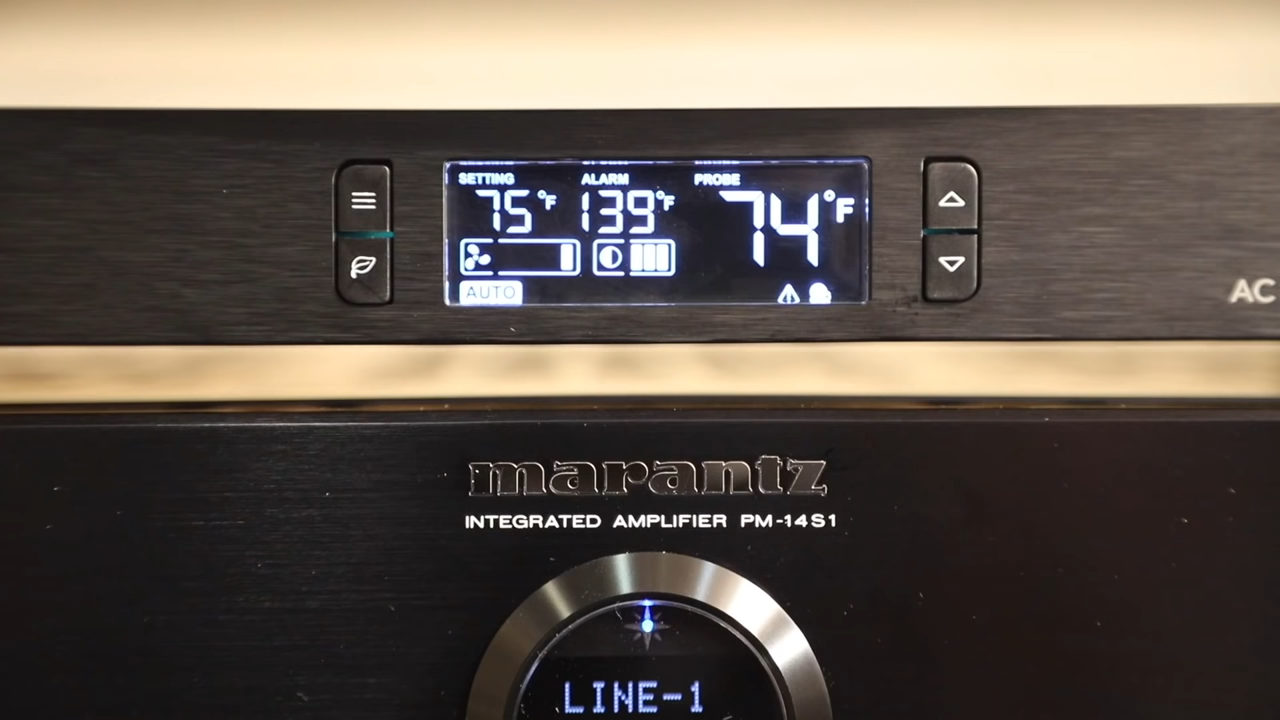 SETTING ALARM PROBE
75°F 139°F 74°F
AUTO
AC
marantz
INTEGRATED AMPLIFIER PM-14S1
LINE-1